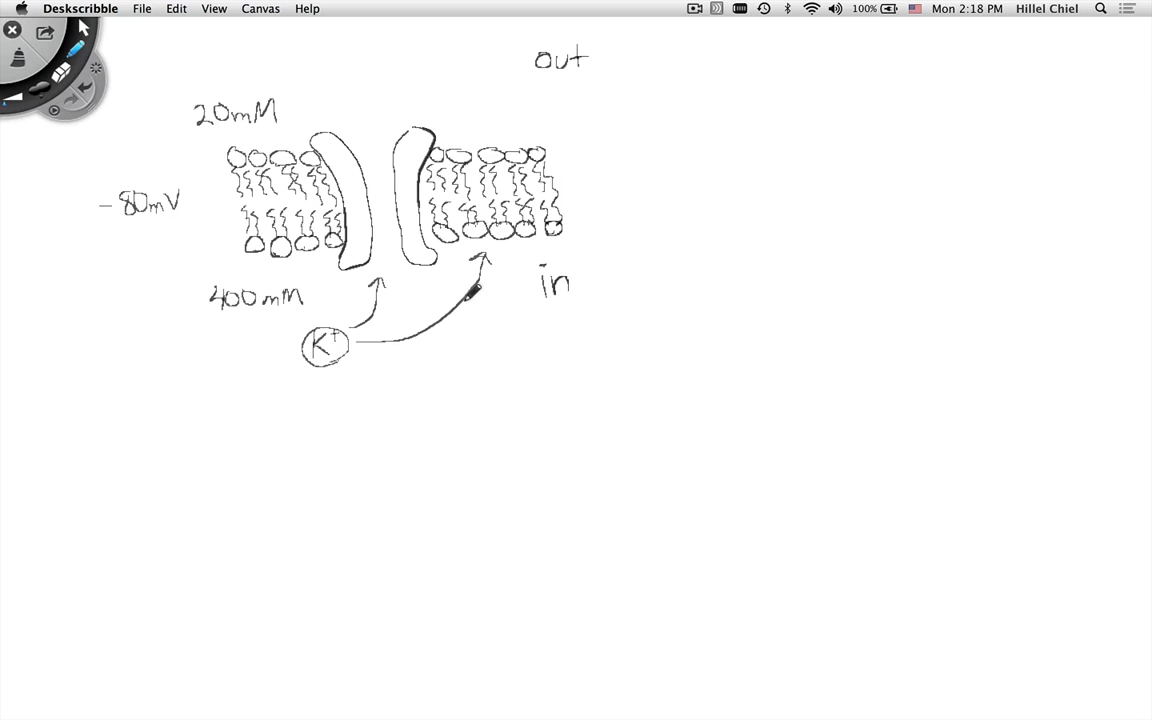 Deskscribble File Edit View Canvas Help 100% Mon 2:18 PM Hillel Chiel
out
20mM
-80mV
in
400mM
K+